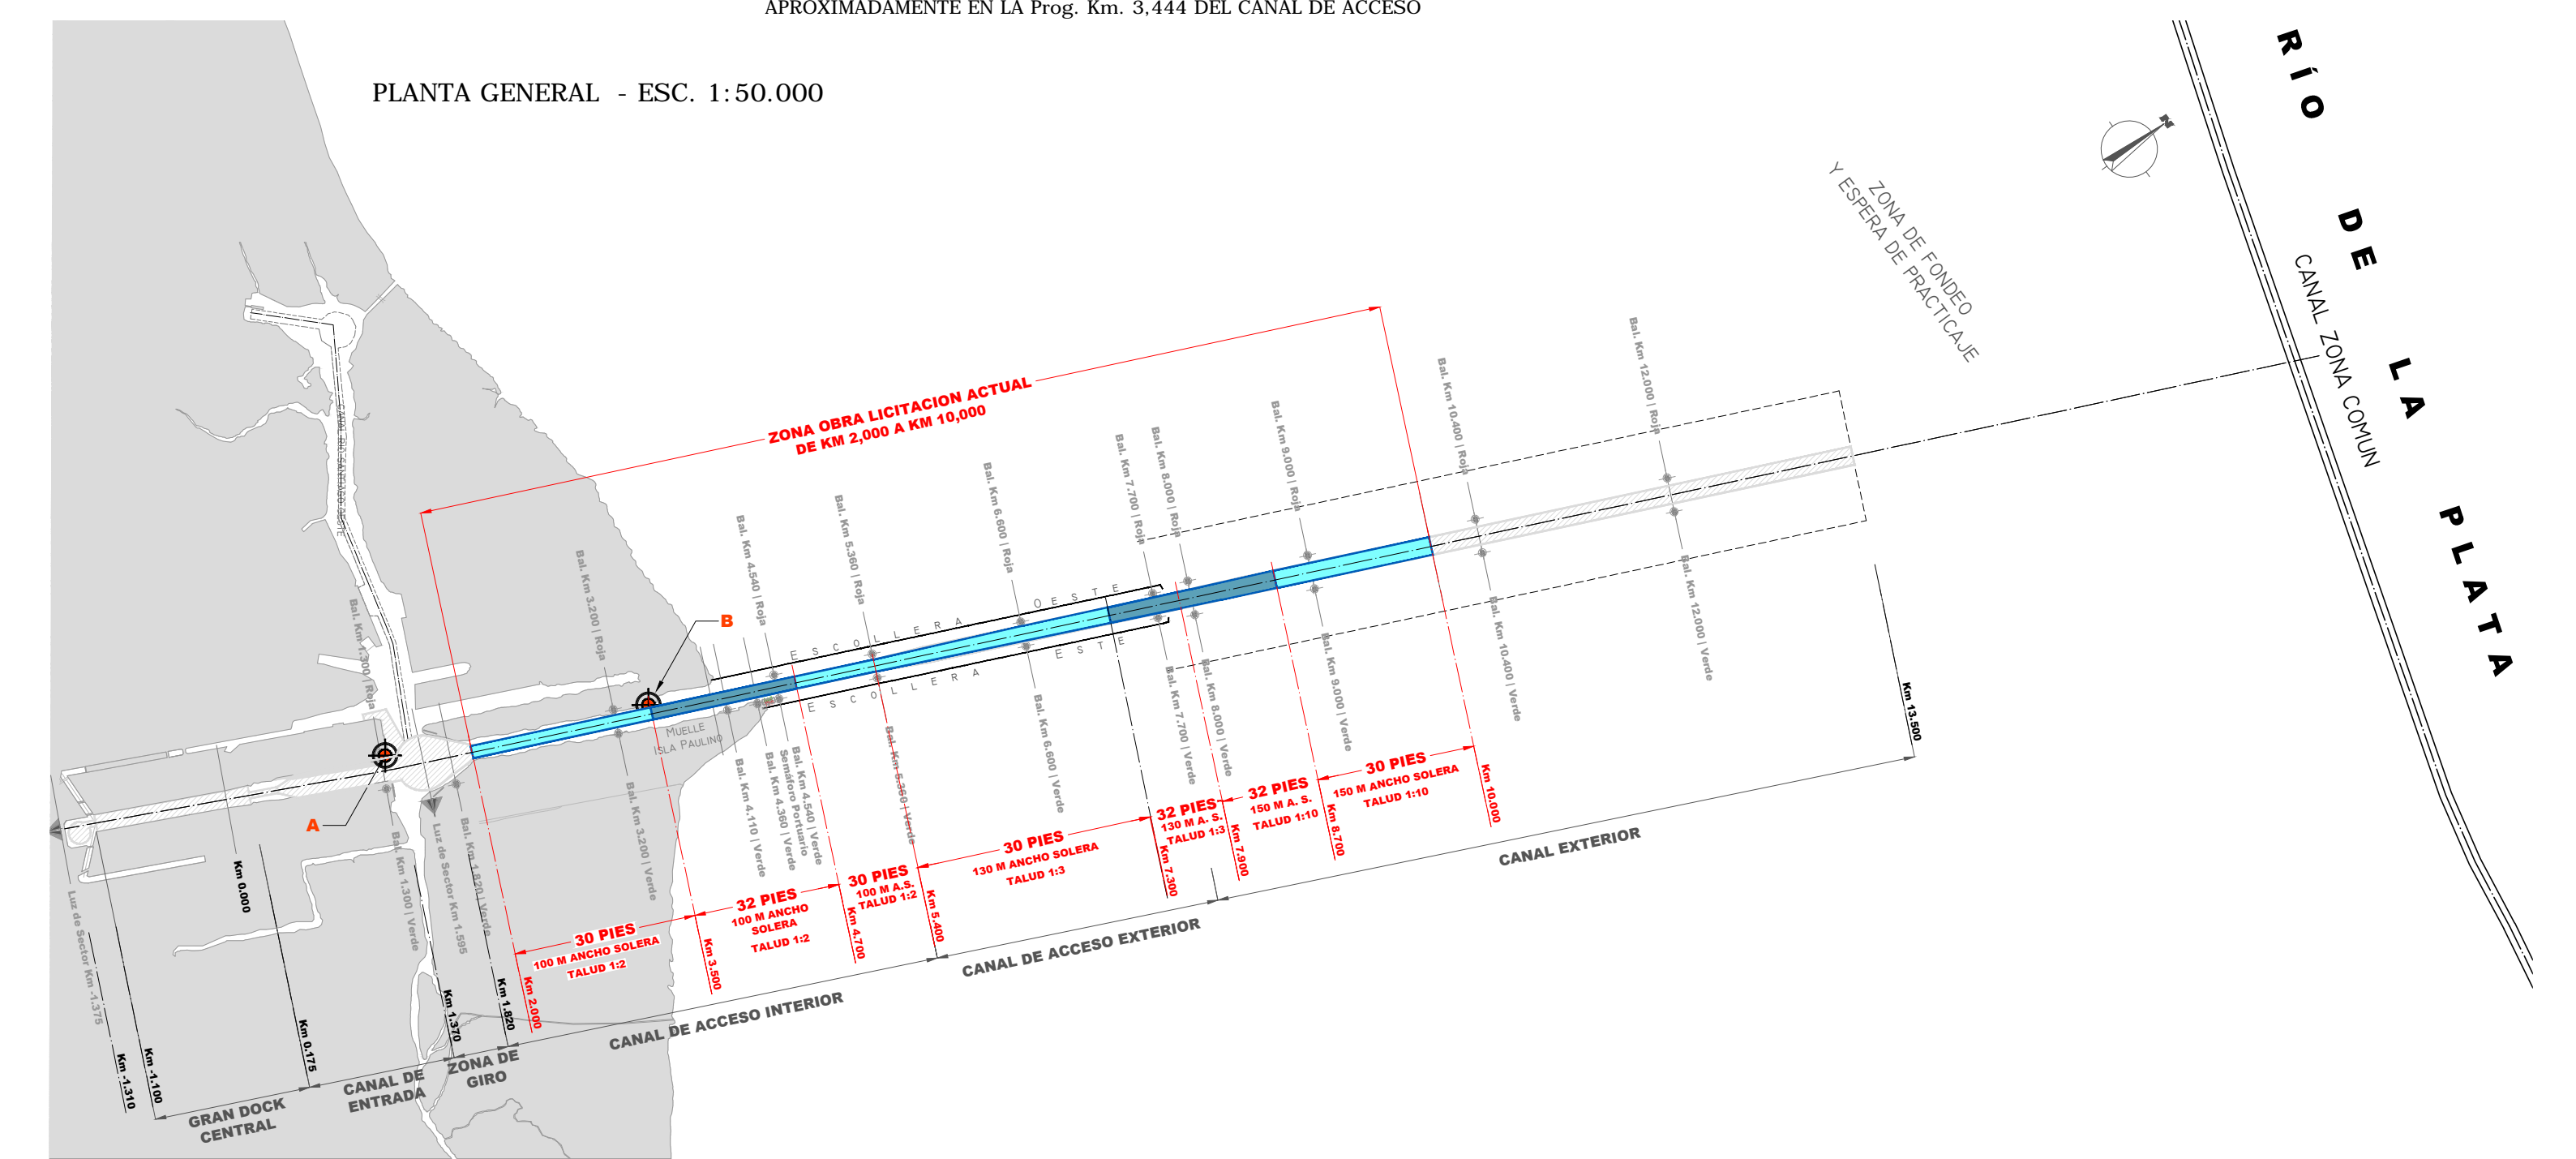 APROXIMADAMENTE EN LA Prog. Km. 3,444 DEL CANAL DE ACCESO
PLANTA GENERAL - ESC. 1:50.000
RÍO DE LA PLATA
N
ZONA DE FONDEO
Y ESPERA DE PRACTICAJE
CANAL ZONA COMUN
ZONA OBRA LICITACION ACTUAL
DE KM 2,000 A KM 10,000
Bal. Km 1.300 | Roja
Bal. Km 3.200 | Roja
Bal. Km 4.540 | Roja
Bal. Km 5.360 | Roja
Bal. Km 6.600 | Roja
Bal. Km 7.700 | Roja
Bal. Km 8.000 | Roja
Bal. Km 9.000 | Roja
Bal. Km 10.400 | Roja
Bal. Km 12.000 | Roja
B
A
ESCOLLERA OESTE
ESCOLLERA ESTE
MUELLE
ISLA PAULINO
Luz de Sector Km -1.375
Bal. Km 1.300 | Verde
Luz de Sector Km 1.595
Bal. Km 1.820 | Verde
Bal. Km 3.200 | Verde
Bal. Km 4.110 | Verde
Bal. Km 4.360 | Verde
Semáforo Portuario
Bal. Km 4.540 | Verde
Bal. Km 5.360 | Verde
Bal. Km 6.600 | Verde
Bal. Km 7.700 | Verde
Bal. Km 8.000 | Verde
Bal. Km 9.000 | Verde
Bal. Km 10.400 | Verde
Bal. Km 12.000 | Verde
30 PIES
100 M ANCHO SOLERA
TALUD 1:2
32 PIES
100 M ANCHO
SOLERA
TALUD 1:2
30 PIES
100 M A.S.
TALUD 1:2
30 PIES
130 M ANCHO SOLERA
TALUD 1:3
32 PIES
130 M A. S.
TALUD 1:3
32 PIES
150 M A. S.
TALUD 1:10
30 PIES
150 M ANCHO SOLERA
TALUD 1:10
Km -1.310
Km -1.100
Km 0.000
Km 0.175
Km 1.370
Km 1.820
Km 2.000
Km 3.500
Km 4.700
Km 5.400
Km 7.300
Km 7.900
Km 8.700
Km 10.000
Km 13.500
GRAN DOCK
CENTRAL
CANAL DE
ENTRADA
ZONA DE
GIRO
CANAL DE ACCESO INTERIOR
CANAL DE ACCESO EXTERIOR
CANAL EXTERIOR